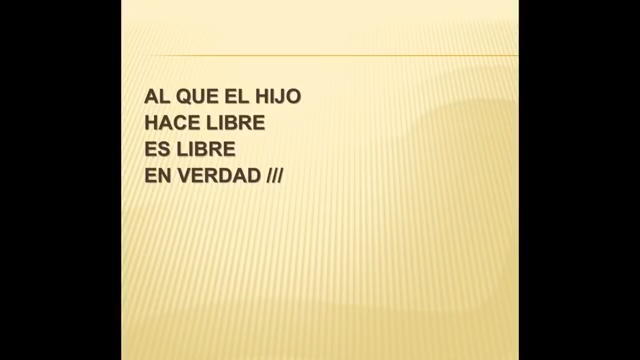 AL QUE EL HIJO
HACE LIBRE
ES LIBRE
EN VERDAD ///